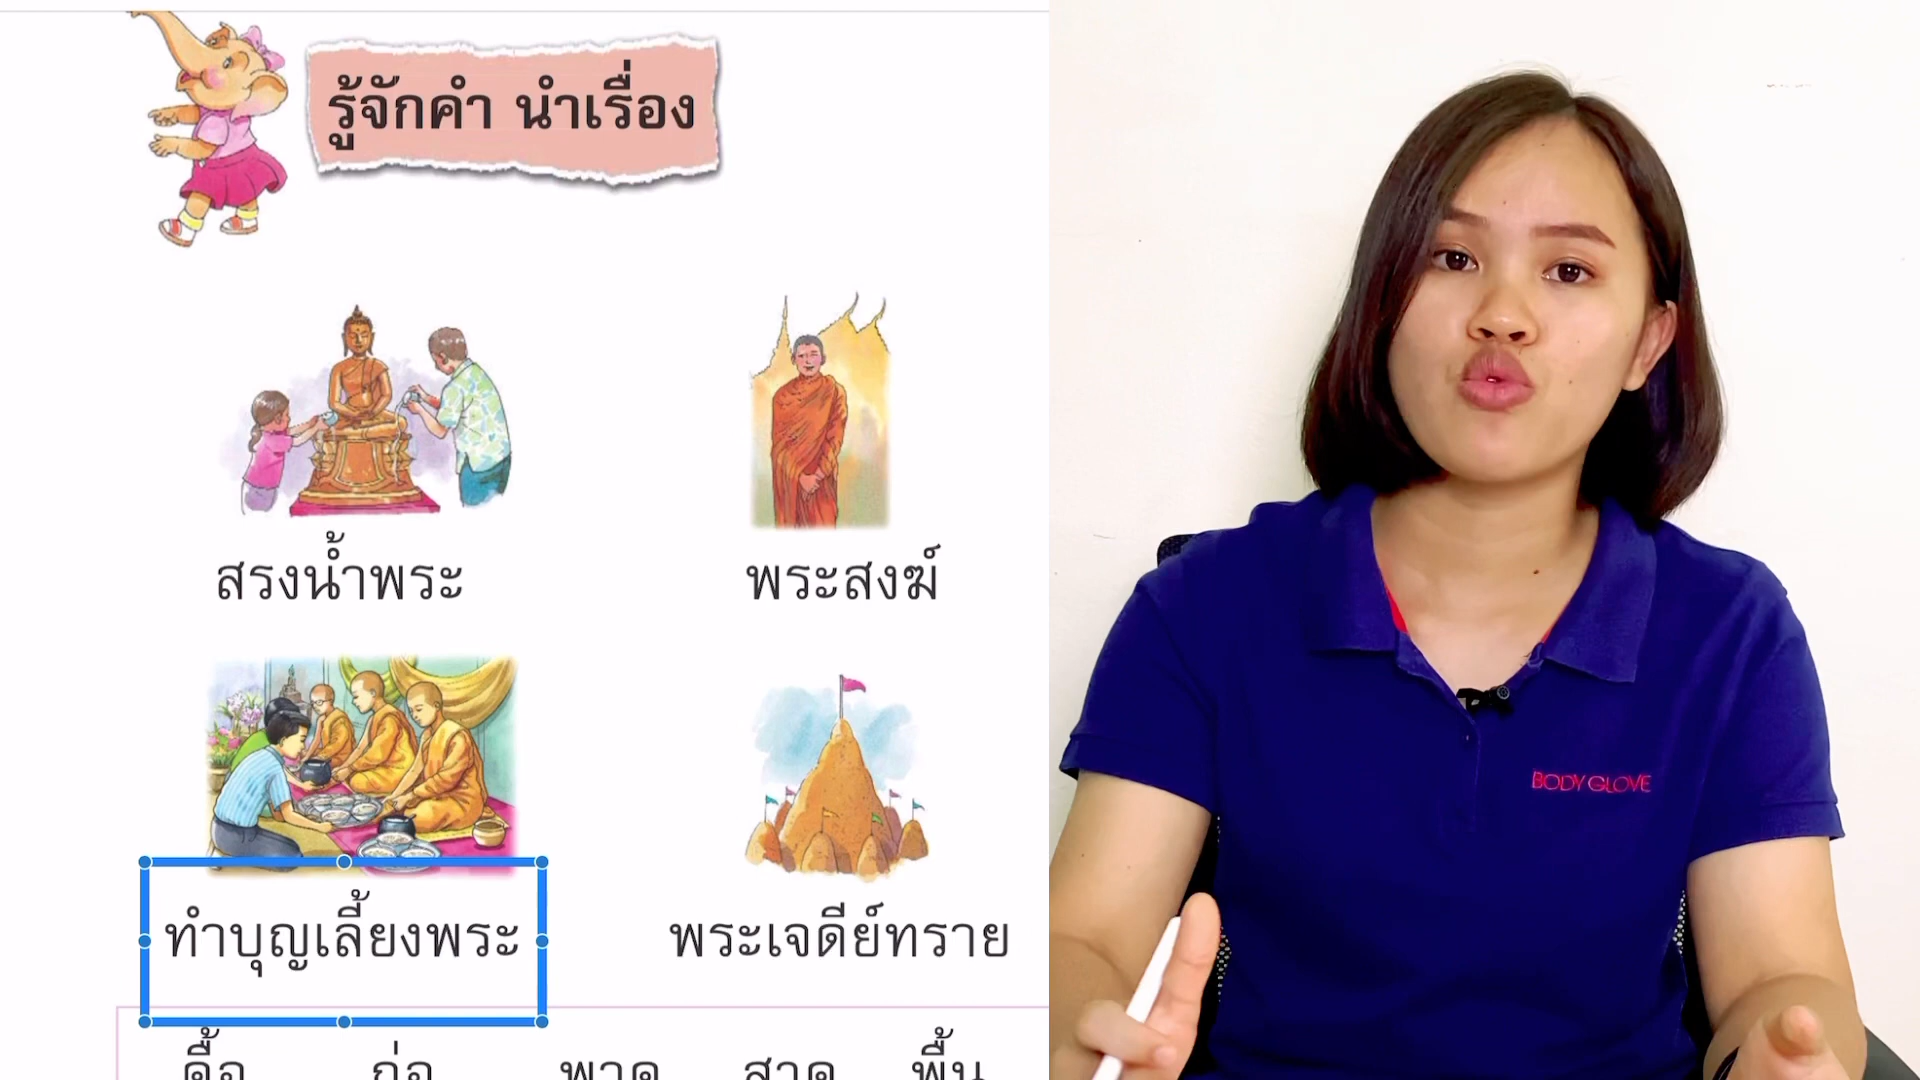 รู้จักคำ นำเรื่อง
สรงน้ำพระ
พระสงฆ์
ทำบุญเลี้ยงพระ
พระเจดีย์ทราย
BODY GLOVE